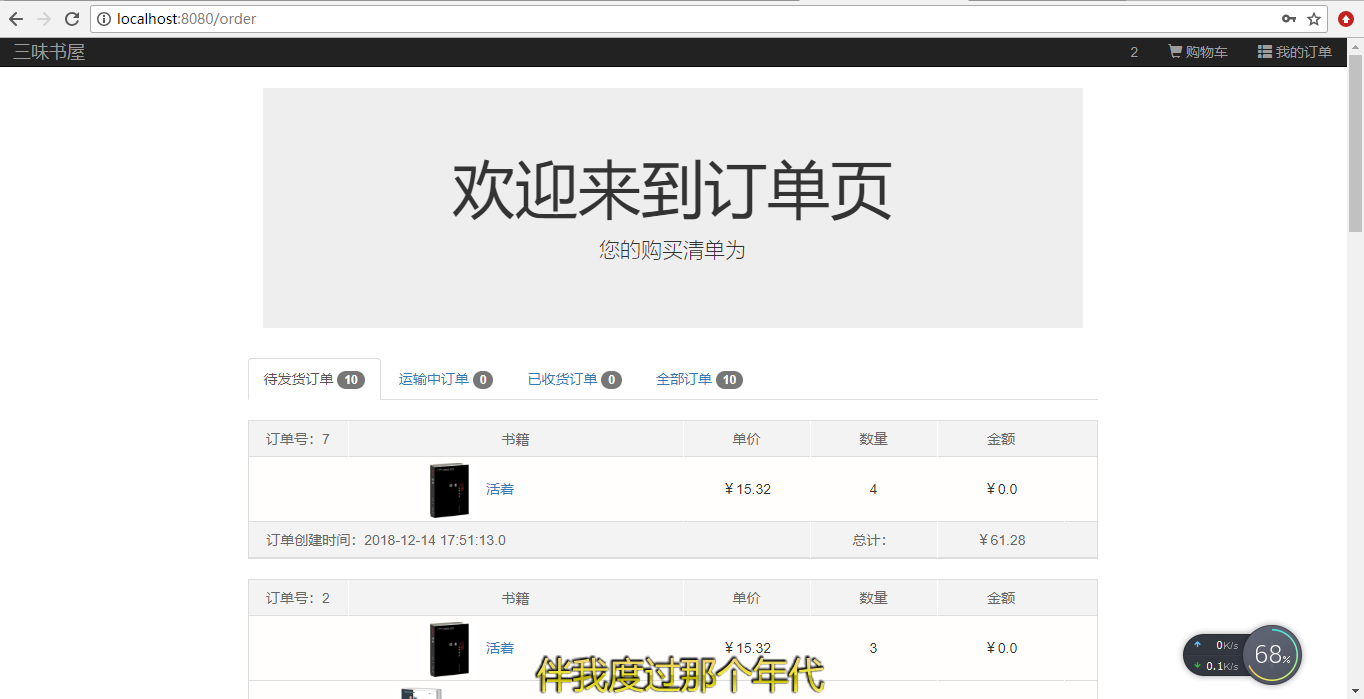 localhost:8080/order
三味书屋 2 购物车 我的订单
欢迎来到订单页
您的购买清单为
待发货订单 10 运输中订单 0 已收货订单 0 全部订单 10
订单号：7 书籍 单价 数量 金额
活着 ￥15.32 4 ￥0.0
订单创建时间：2018-12-14 17:51:13.0 总计： ￥61.28
订单号：2 书籍 单价 数量 金额
活着 ￥15.32 3 ￥0.0
0K/s
0.1K/s
68%
伴我度过那个年代